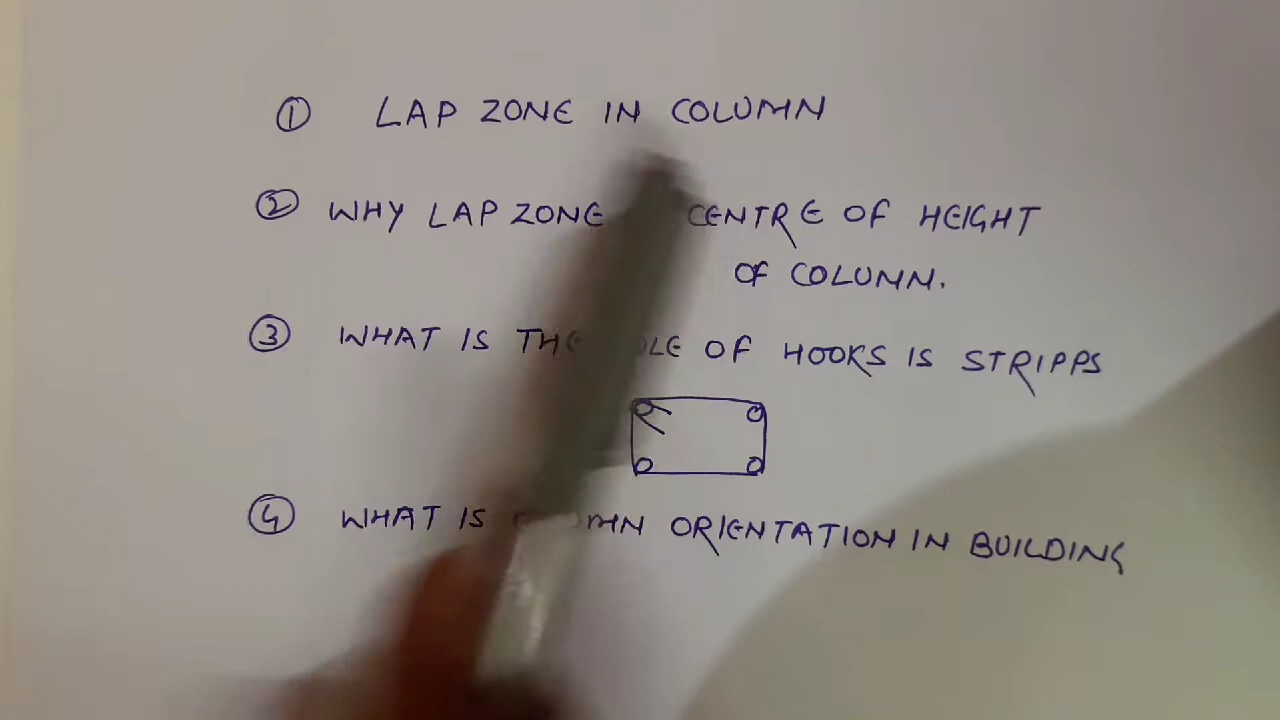 ① LAP ZONE IN COLUMN
② WHY LAP ZONE CENTRE OF HEIGHT
OF COLUMN.
③ WHAT IS THE OF HOOKS IS STRIPPS
④ WHAT IS ORIENTATION IN BUILDING